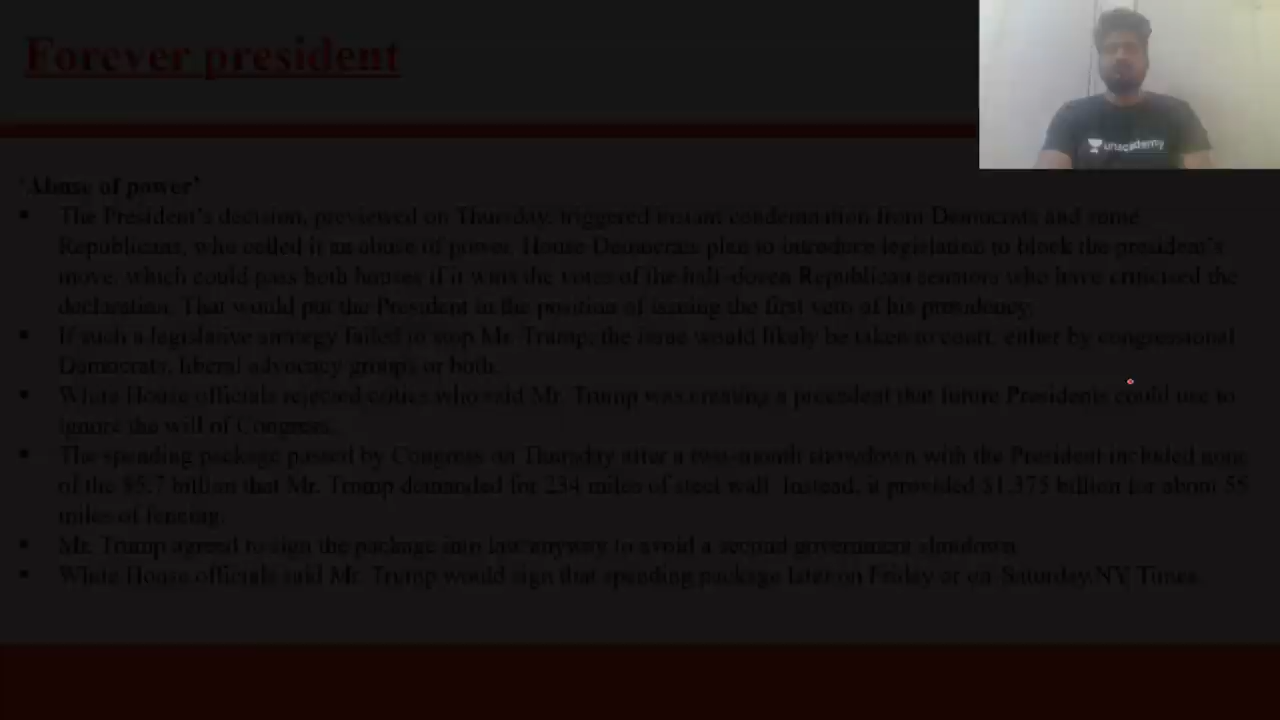 Forever president
unacademy
'Abuse of power'
▪ The President's decision, previewed on Thursday, triggered instant condemnation from Democrats and some
Republicans, who called it an abuse of power. House Democrats plan to introduce legislation to block the president's
move, which could pass both houses if it wins the votes of the half-dozen Republican senators who have criticised the
declaration. That would put the President in the position of issuing the first veto of his presidency.
▪ If such a legislative strategy failed to stop Mr. Trump, the issue would likely be taken to court, either by congressional
Democrats, liberal advocacy groups or both.
▪ White House officials rejected critics who said Mr. Trump was creating a precedent that future Presidents could use to
ignore the will of Congress.
▪ The spending package passed by Congress on Thursday after a two-month showdown with the President included none
of the $5.7 billion that Mr. Trump demanded for 234 miles of steel wall. Instead, it provided $1.375 billion for about 55
miles of fencing.
▪ Mr. Trump agreed to sign the package into law anyway to avoid a second government shutdown.
▪ White House officials said Mr. Trump would sign that spending package later on Friday or on Saturday.NY Times